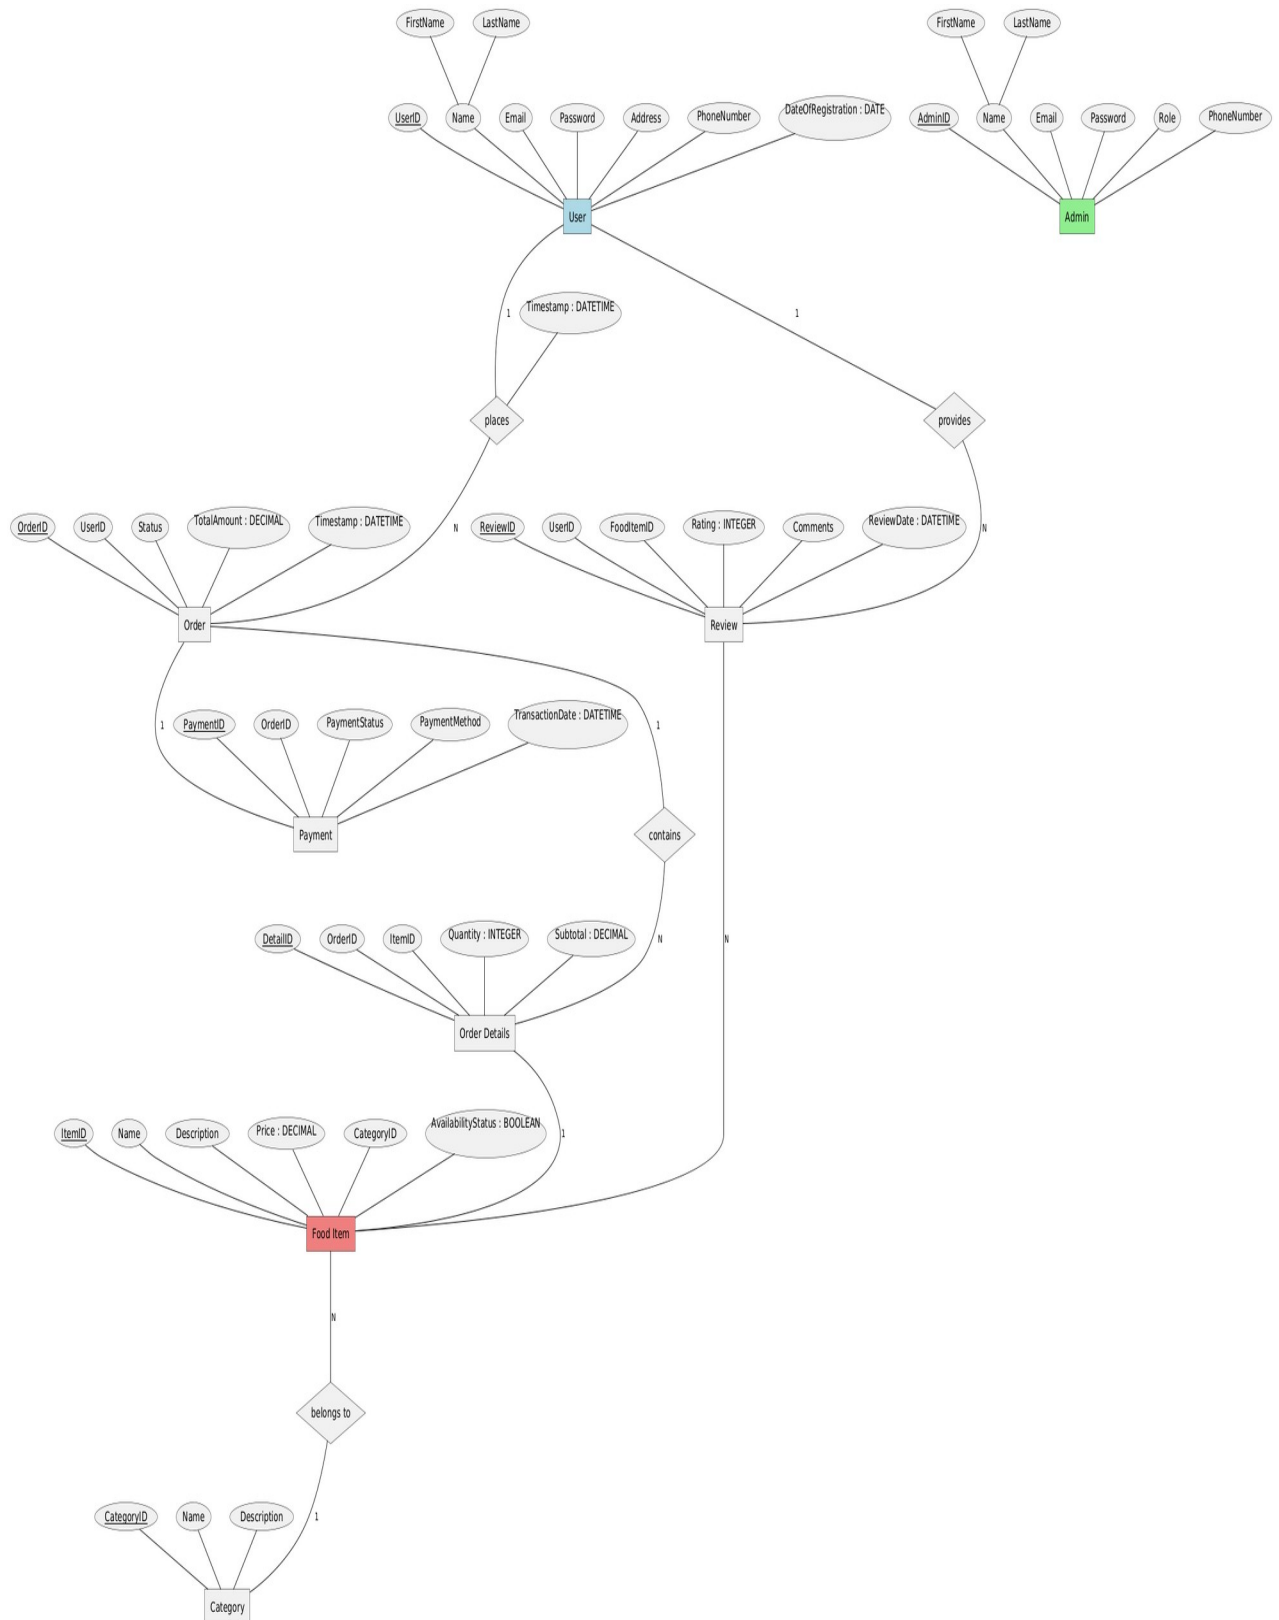 FirstName
LastName
FirstName
LastName
UserID
Name
Email
Password
Address
PhoneNumber
DateOfRegistration : DATE
AdminID
Name
Email
Password
Role
PhoneNumber
User
Admin
1
Timestamp : DATETIME
1
places
provides
OrderID
UserID
Status
TotalAmount : DECIMAL
Timestamp : DATETIME
N
ReviewID
UserID
FoodItemID
Rating : INTEGER
Comments
ReviewDate : DATETIME
N
Order
Review
1
PaymentID
OrderID
PaymentStatus
PaymentMethod
TransactionDate : DATETIME
1
Payment
contains
DetailID
OrderID
ItemID
Quantity : INTEGER
Subtotal : DECIMAL
N
N
Order Details
ItemID
Name
Description
Price : DECIMAL
CategoryID
AvailabilityStatus : BOOLEAN
1
Food Item
N
belongs to
CategoryID
Name
Description
1
Category